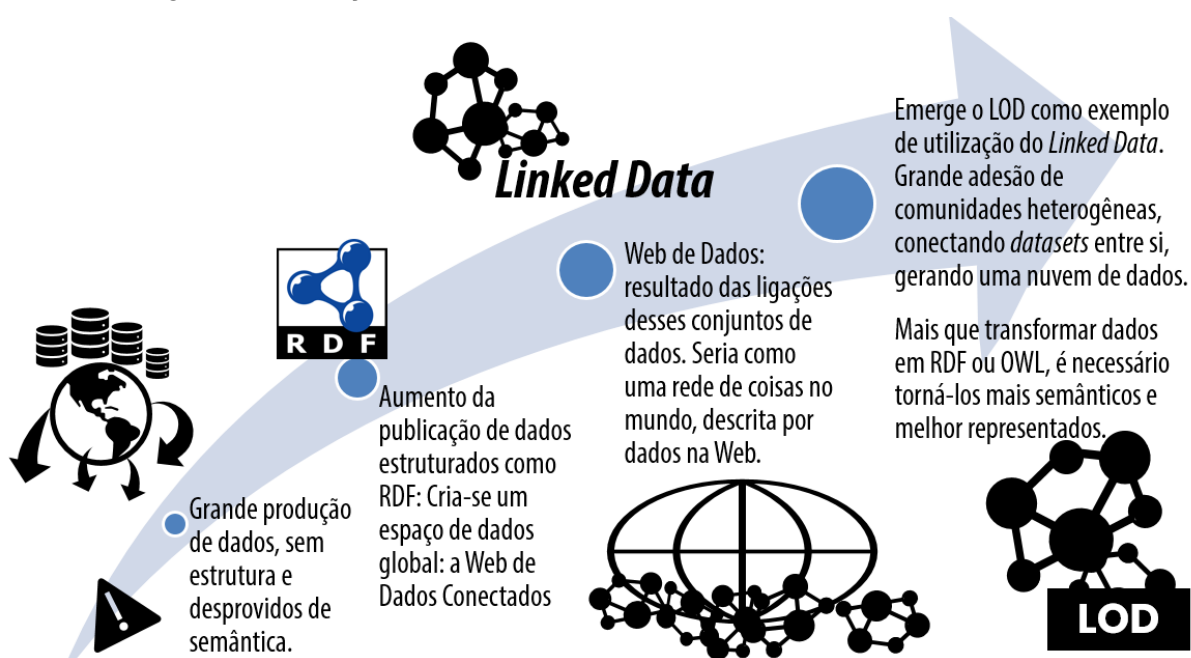 Linked Data
RDF
Grande produção
de dados, sem
estrutura e
desprovidos de
semântica.
Aumento da
publicação de dados
estruturados como
RDF: Cria-se um
espaço de dados
global: a Web de
Dados Conectados
Web de Dados:
resultado das ligações
desses conjuntos de
dados. Seria como
uma rede de coisas no
mundo, descrita por
dados na Web.
Emerge o LOD como exemplo
de utilização do Linked Data.
Grande adesão de
comunidades heterogêneas,
conectando datasets entre si,
gerando uma nuvem de dados.
Mais que transformar dados
em RDF ou OWL, é necessário
torná-los mais semânticos e
melhor representados.
LOD